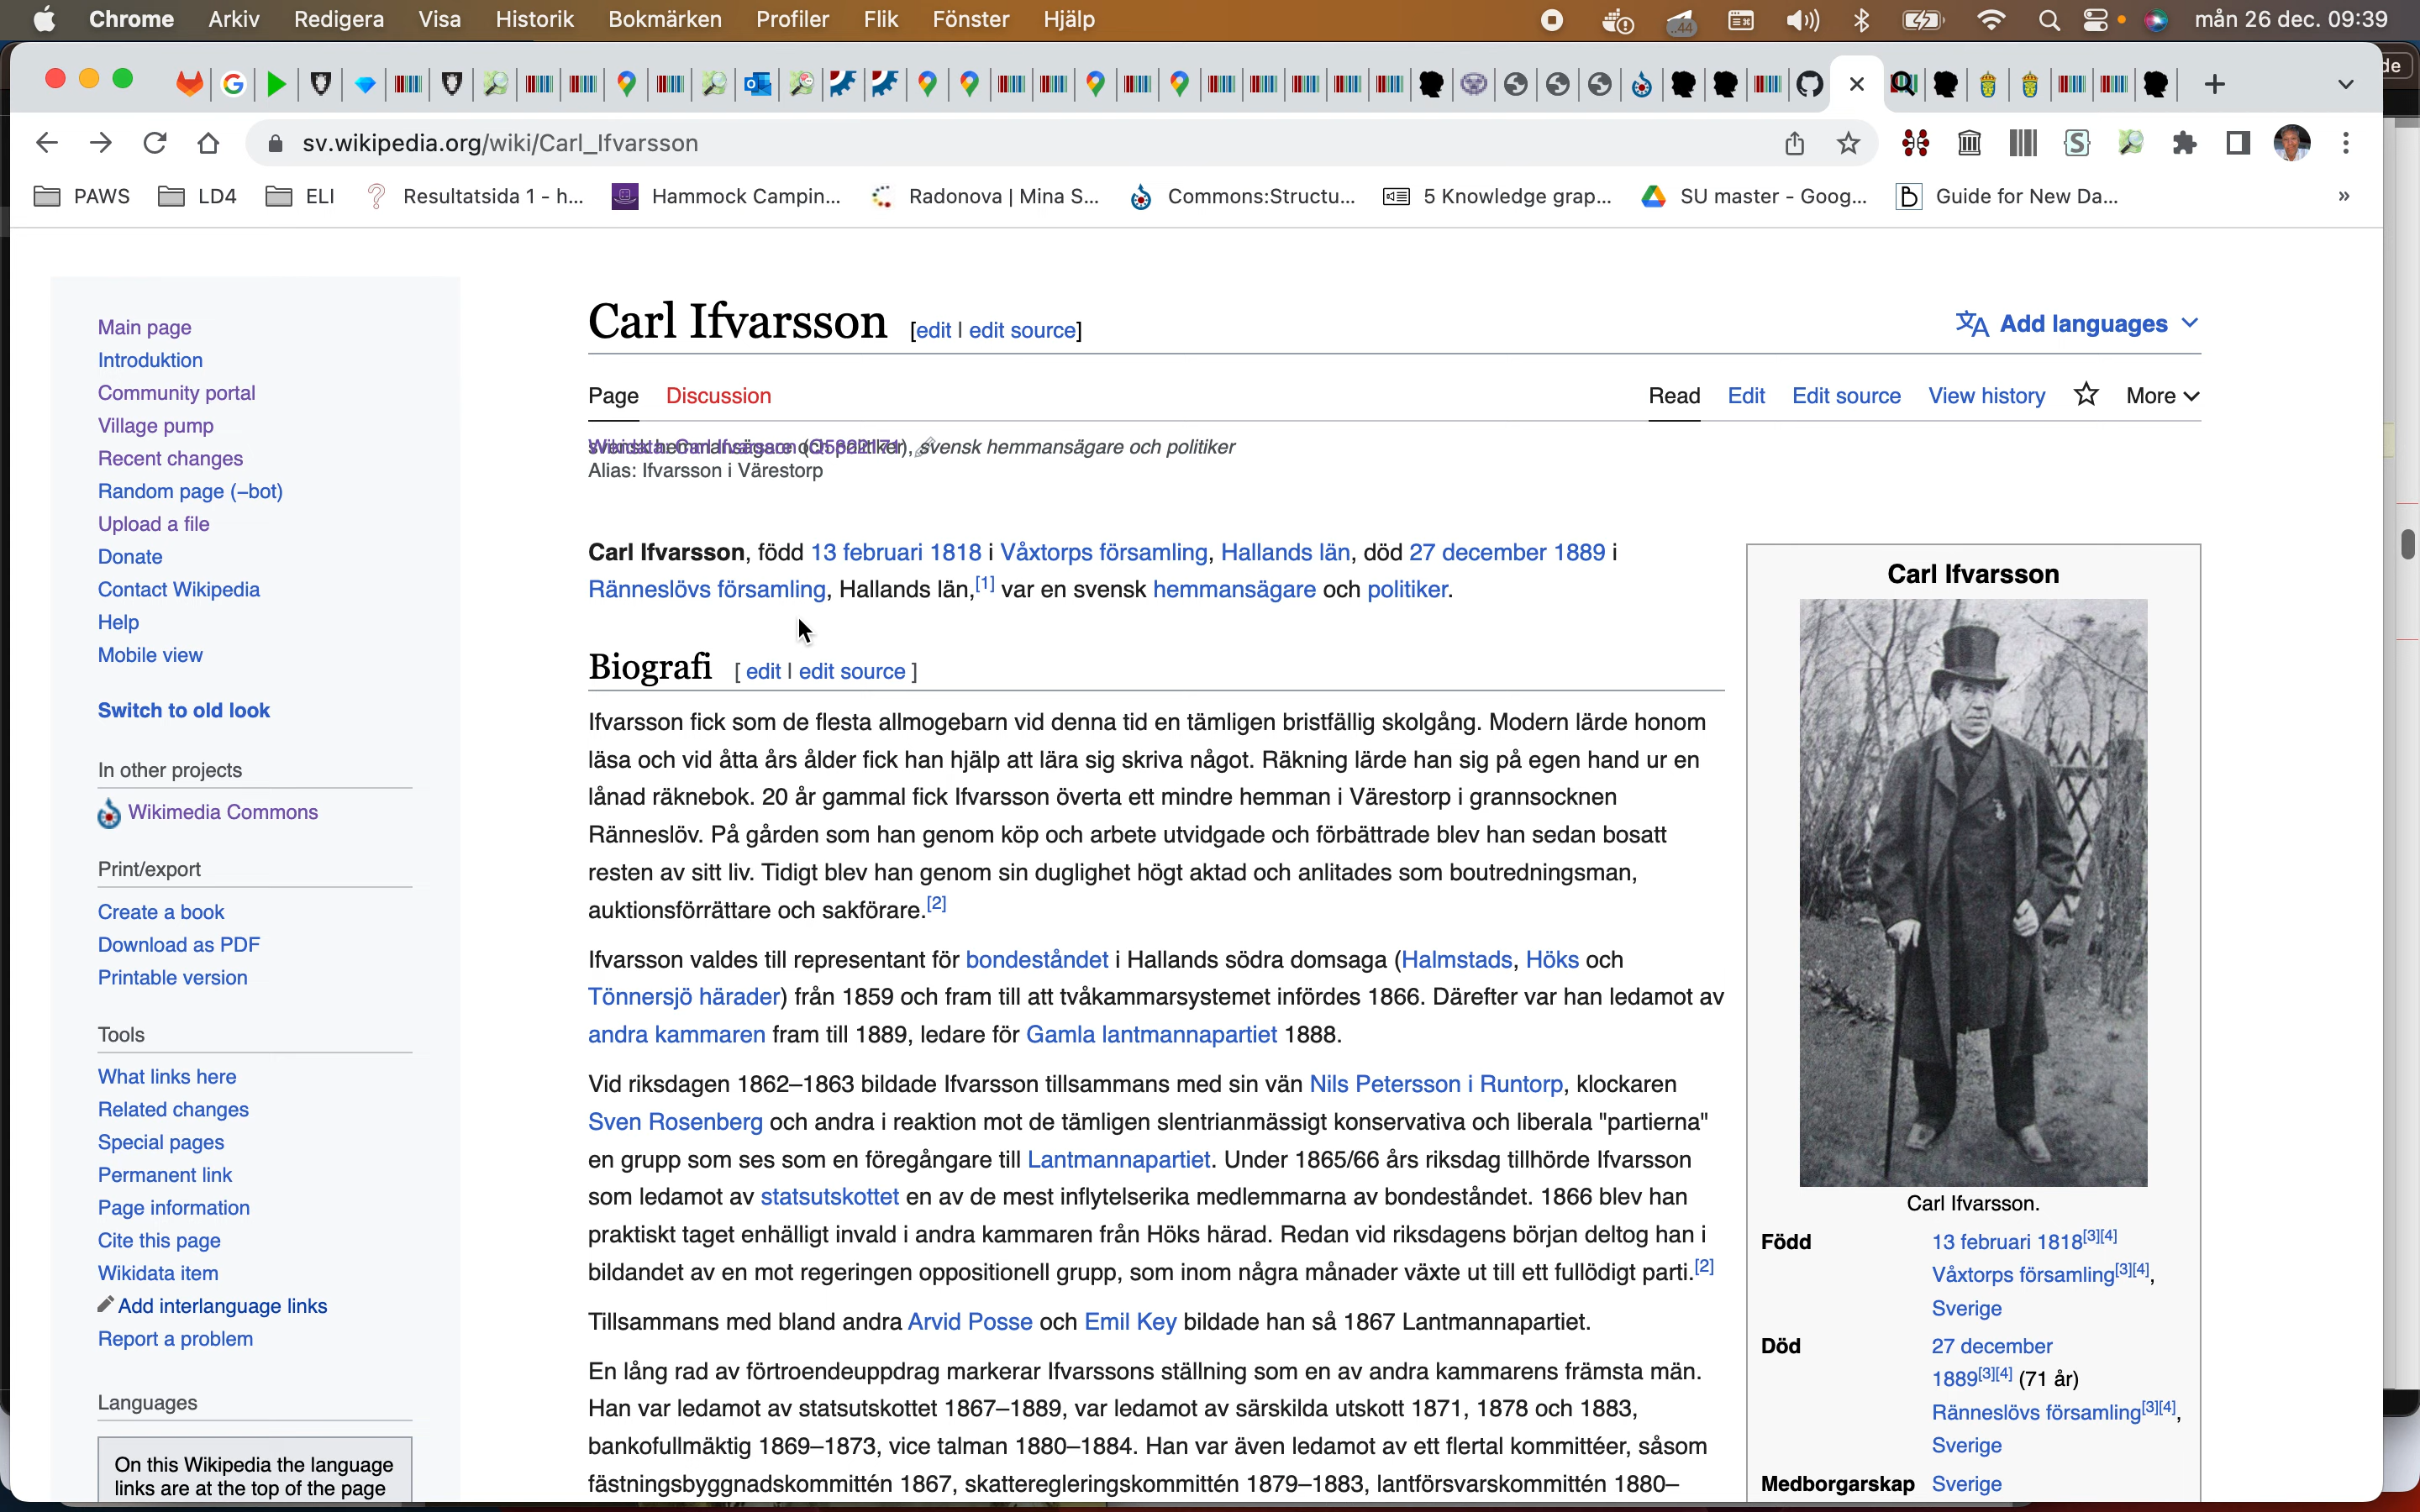 Chrome Arkiv Redigera Visa Historik Bokmärken Profiler Flik Fönster Hjälp
..44
mån 26 dec. 09:39
de
sv.wikipedia.org/wiki/Carl_Ifvarsson
PAWS LD4 ELI Resultatsida 1 - h... Hammock Campin... Radonova | Mina S... Commons:Structu... 5 Knowledge grap... SU master - Goog... Guide for New Da... »
Main page
Introduktion
Community portal
Village pump
Recent changes
Random page (–bot)
Upload a file
Donate
Contact Wikipedia
Help
Mobile view
Switch to old look
In other projects
Wikimedia Commons
Print/export
Create a book
Download as PDF
Printable version
Tools
What links here
Related changes
Special pages
Permanent link
Page information
Cite this page
Wikidata item
Add interlanguage links
Report a problem
Languages
On this Wikipedia the language
links are at the top of the page
Carl Ifvarsson [edit | edit source]
Add languages
Page Discussion
Read Edit Edit source View history More
svensk hemmansägare och politiker
Alias: Ifvarsson i Värestorp
Carl Ifvarsson, född 13 februari 1818 i Våxtorps församling, Hallands län, död 27 december 1889 i
Ränneslövs församling, Hallands län,[1] var en svensk hemmansägare och politiker.
Biografi [ edit | edit source ]
Ifvarsson fick som de flesta allmogebarn vid denna tid en tämligen bristfällig skolgång. Modern lärde honom
läsa och vid åtta års ålder fick han hjälp att lära sig skriva något. Räkning lärde han sig på egen hand ur en
lånad räknebok. 20 år gammal fick Ifvarsson överta ett mindre hemman i Värestorp i grannsocknen
Ränneslöv. På gården som han genom köp och arbete utvidgade och förbättrade blev han sedan bosatt
resten av sitt liv. Tidigt blev han genom sin duglighet högt aktad och anlitades som boutredningsman,
auktionsförrättare och sakförare.[2]
Ifvarsson valdes till representant för bondeståndet i Hallands södra domsaga (Halmstads, Höks och
Tönnersjö härader) från 1859 och fram till att tvåkammarsystemet infördes 1866. Därefter var han ledamot av
andra kammaren fram till 1889, ledare för Gamla lantmannapartiet 1888.
Vid riksdagen 1862–1863 bildade Ifvarsson tillsammans med sin vän Nils Petersson i Runtorp, klockaren
Sven Rosenberg och andra i reaktion mot de tämligen slentrianmässigt konservativa och liberala "partierna"
en grupp som ses som en föregångare till Lantmannapartiet. Under 1865/66 års riksdag tillhörde Ifvarsson
som ledamot av statsutskottet en av de mest inflytelserika medlemmarna av bondeståndet. 1866 blev han
praktiskt taget enhälligt invald i andra kammaren från Höks härad. Redan vid riksdagens början deltog han i
bildandet av en mot regeringen oppositionell grupp, som inom några månader växte ut till ett fullödigt parti.[2]
Tillsammans med bland andra Arvid Posse och Emil Key bildade han så 1867 Lantmannapartiet.
En lång rad av förtroendeuppdrag markerar Ifvarssons ställning som en av andra kammarens främsta män.
Han var ledamot av statsutskottet 1867–1889, var ledamot av särskilda utskott 1871, 1878 och 1883,
bankofullmäktig 1869–1873, vice talman 1880–1884. Han var även ledamot av ett flertal kommittéer, såsom
fästningsbyggnadskommittén 1867, skatteregleringskommittén 1879–1883, lantförsvarskommittén 1880–
Carl Ifvarsson
Carl Ifvarsson.
Född 13 februari 1818[3][4]
Våxtorps församling[3][4],
Sverige
Död 27 december
1889[3][4] (71 år)
Ränneslövs församling[3][4],
Sverige
Medborgarskap Sverige